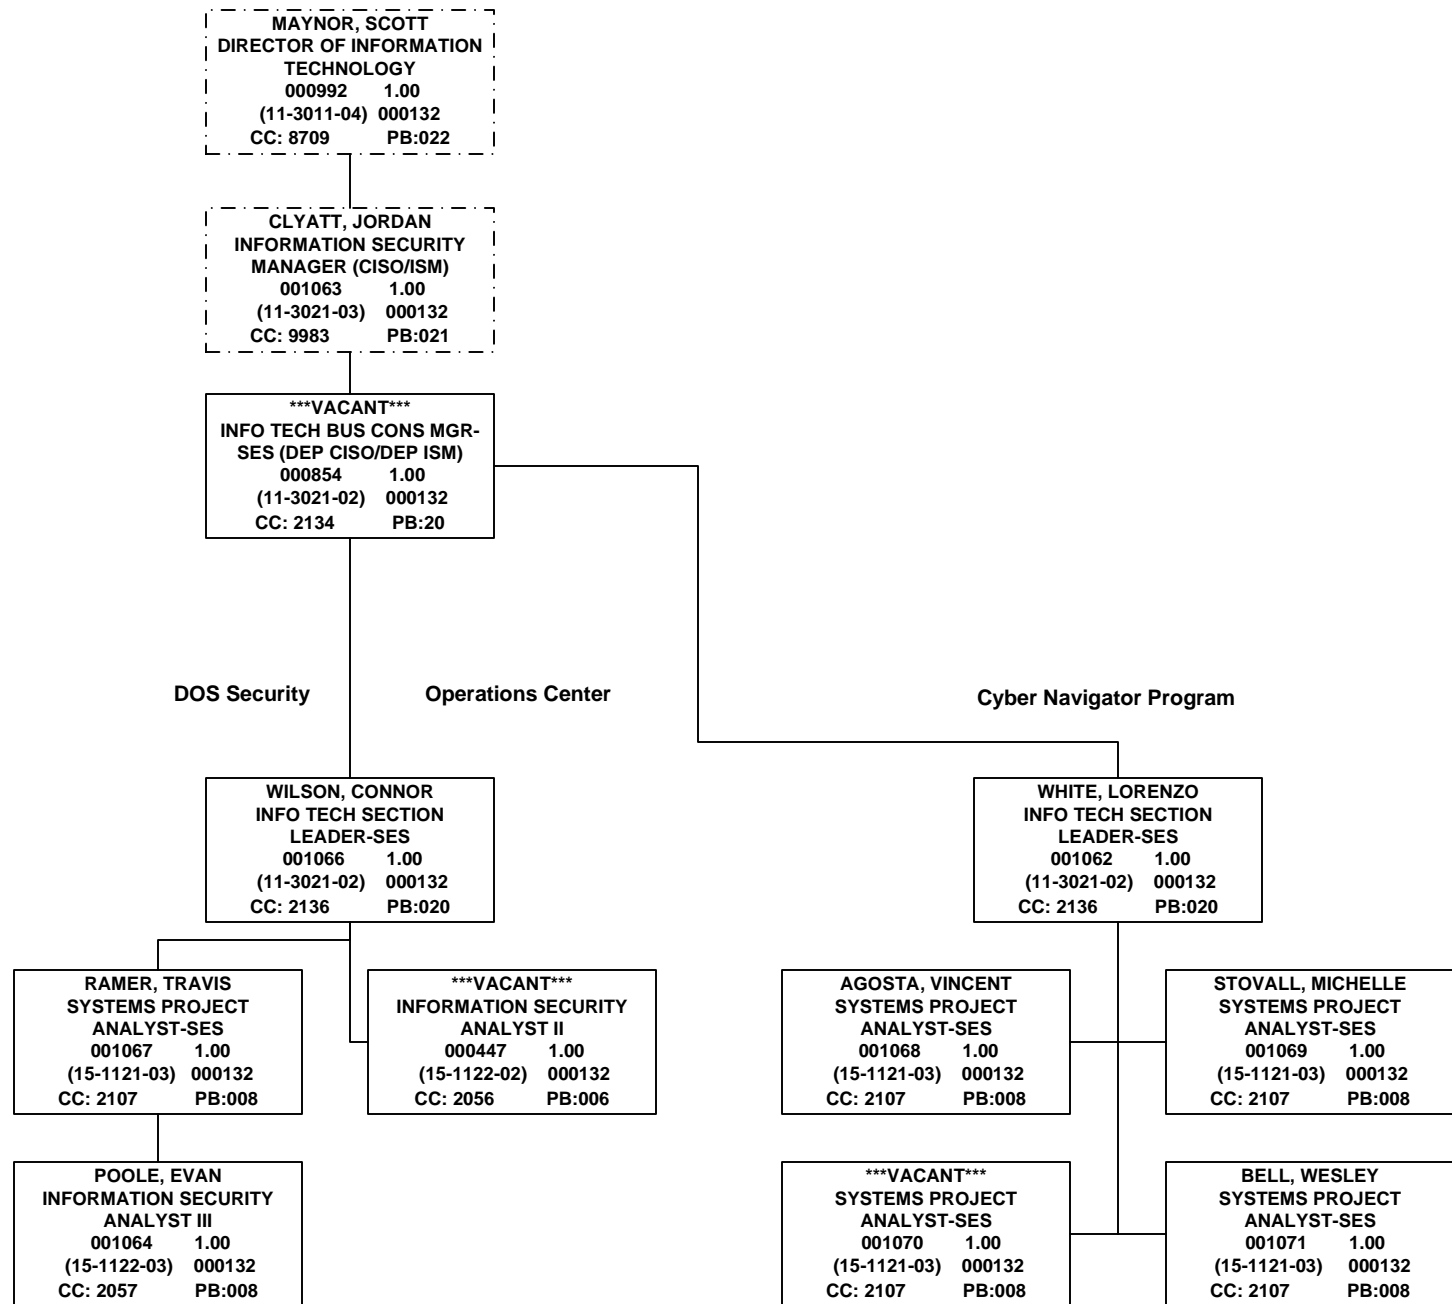 MAYNOR, SCOTT
DIRECTOR OF INFORMATION
TECHNOLOGY
000992 1.00
(11-3011-04) 000132
CC: 8709 PB:022
CLYATT, JORDAN
INFORMATION SECURITY
MANAGER (CISO/ISM)
001063 1.00
(11-3021-03) 000132
CC: 9983 PB:021
***VACANT***
INFO TECH BUS CONS MGR-
SES (DEP CISO/DEP ISM)
000854 1.00
(11-3021-02) 000132
CC: 2134 PB:20
DOS Security Operations Center
Cyber Navigator Program
WILSON, CONNOR
INFO TECH SECTION
LEADER-SES
001066 1.00
(11-3021-02) 000132
CC: 2136 PB:020
WHITE, LORENZO
INFO TECH SECTION
LEADER-SES
001062 1.00
(11-3021-02) 000132
CC: 2136 PB:020
RAMER, TRAVIS
SYSTEMS PROJECT
ANALYST-SES
001067 1.00
(15-1121-03) 000132
CC: 2107 PB:008
***VACANT***
INFORMATION SECURITY
ANALYST II
000447 1.00
(15-1122-02) 000132
CC: 2056 PB:006
AGOSTA, VINCENT
SYSTEMS PROJECT
ANALYST-SES
001068 1.00
(15-1121-03) 000132
CC: 2107 PB:008
STOVALL, MICHELLE
SYSTEMS PROJECT
ANALYST-SES
001069 1.00
(15-1121-03) 000132
CC: 2107 PB:008
POOLE, EVAN
INFORMATION SECURITY
ANALYST III
001064 1.00
(15-1122-03) 000132
CC: 2057 PB:008
***VACANT***
SYSTEMS PROJECT
ANALYST-SES
001070 1.00
(15-1121-03) 000132
CC: 2107 PB:008
BELL, WESLEY
SYSTEMS PROJECT
ANALYST-SES
001071 1.00
(15-1121-03) 000132
CC: 2107 PB:008